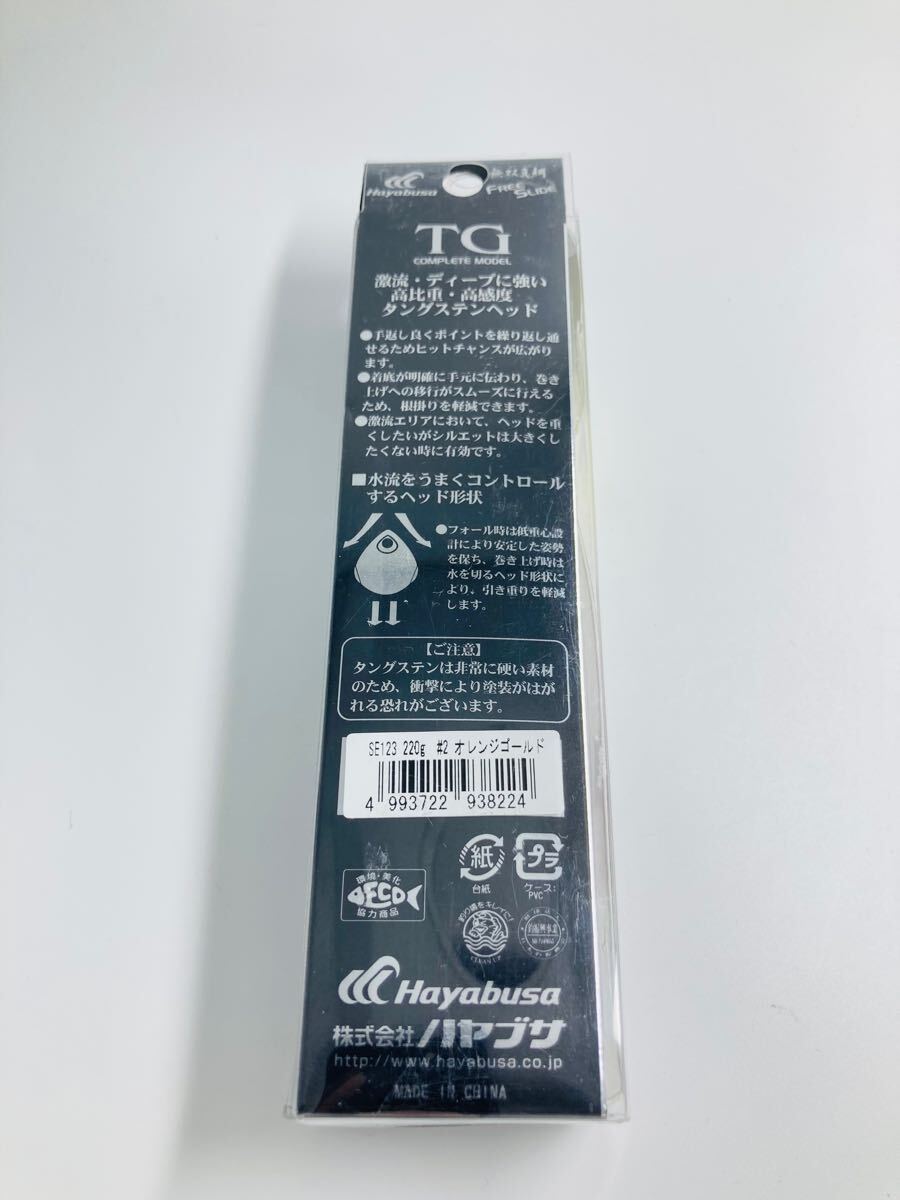 Hayabusa
無双真鯛
FREE SLIDE
TG
COMPLETE MODEL
激流・ディープに強い
高比重・高感度
タングステンヘッド
●手返し良くポイントを繰り返し通
せるためヒットチャンスが広がり
ます。
●着底が明確に手元に伝わり、巻き
上げへの移行がスムーズに行える
ため、根掛りを軽減できます。
●激流エリアにおいて、ヘッドを重
くしたいがシルエットは大きくし
たくない時に有効です。
■水流をうまくコントロール
するヘッド形状
●フォール時は低重心設
計により安定した姿勢
を保ち、巻き上げ時は
水を切るヘッド形状に
より、引き重りを軽減
します。
【ご注意】
タングステンは非常に硬い素材
のため、衝撃により塗装がはが
れる恐れがございます。
SE123 220g #2 オレンジゴールド
4 993722 938224
紙
台紙
プラ
ケース:
PVC
環境・美化
ECO
協力商品
釣り場をキレイに!
CLEAN UP
Hayabusa
株式会社ハヤブサ
http://www.hayabusa.co.jp
MADE IN CHINA